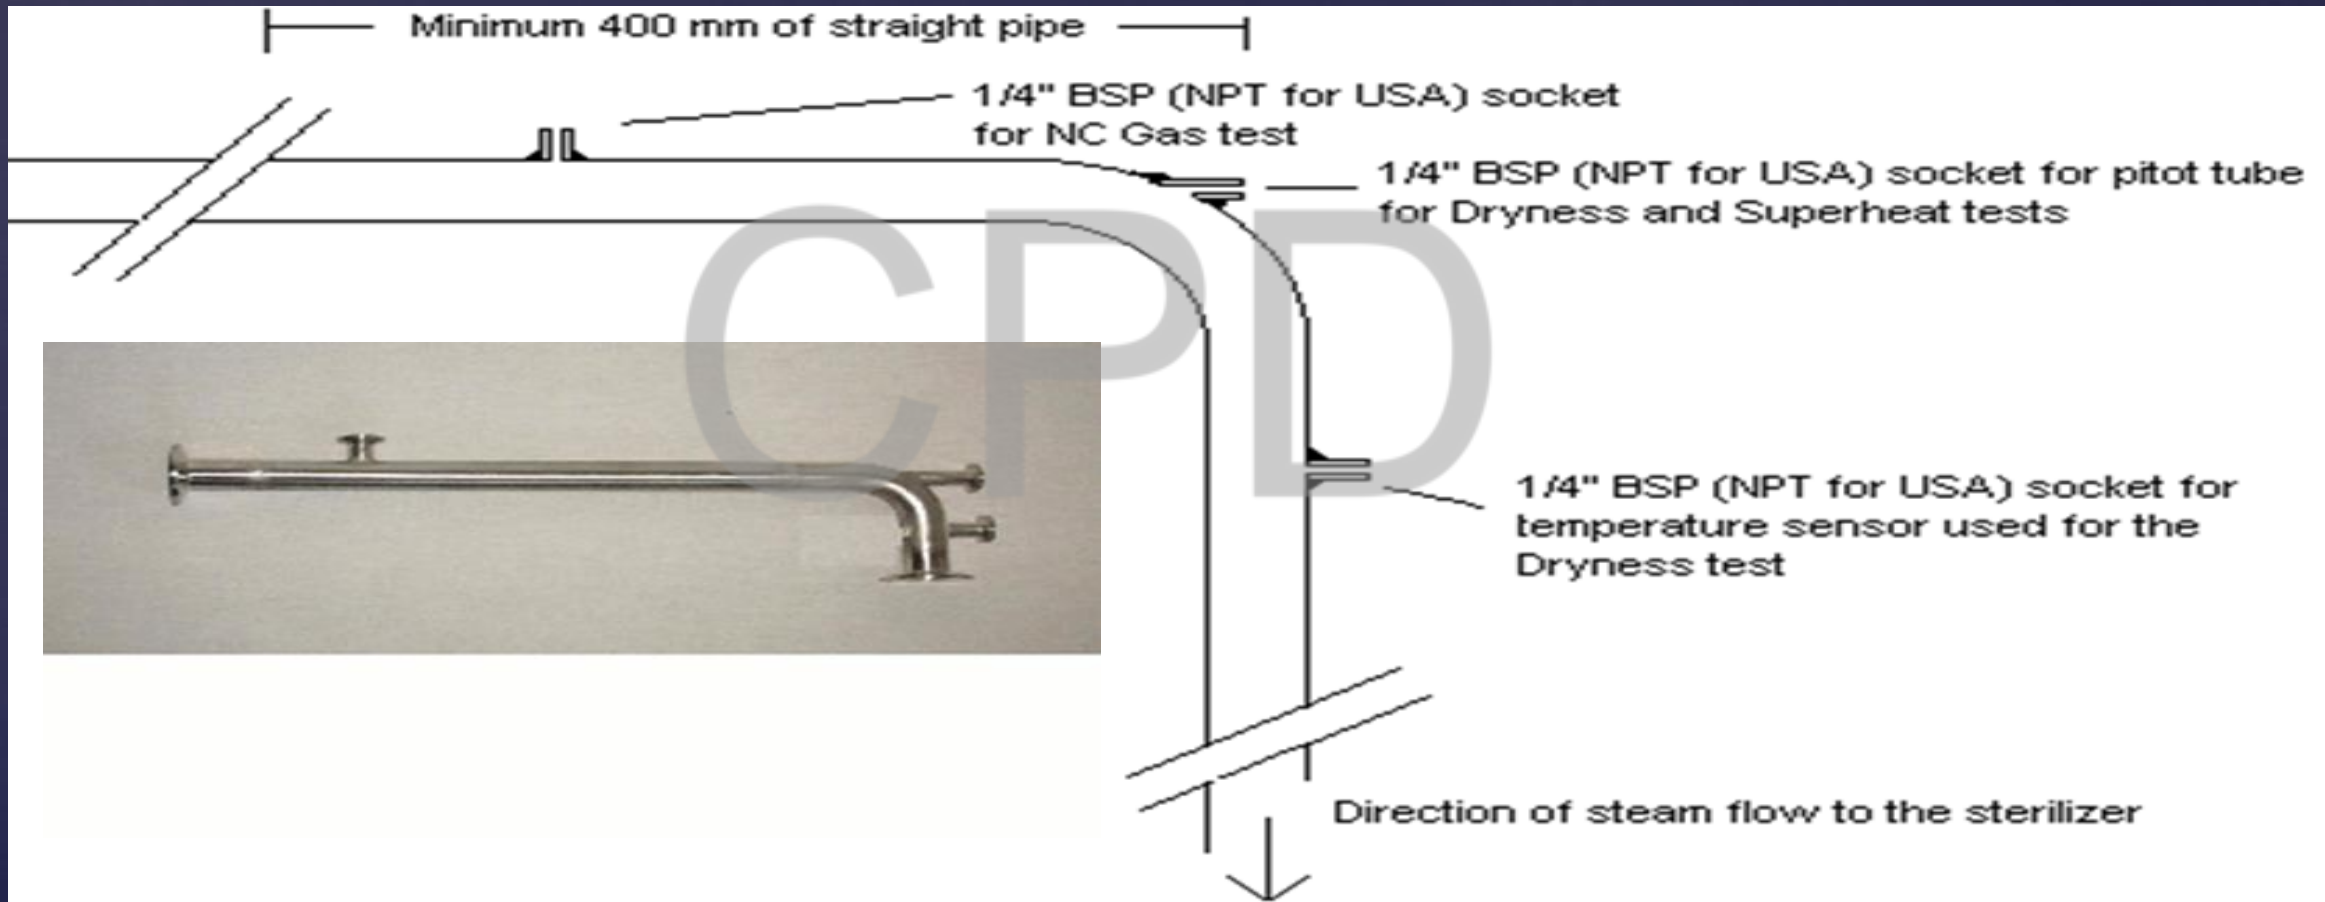 Minimum 400 mm of straight pipe
1/4" BSP (NPT for USA) socket
for NC Gas test
1/4" BSP (NPT for USA) socket for pitot tube
for Dryness and Superheat tests
CPD
1/4" BSP (NPT for USA) socket for
temperature sensor used for the
Dryness test
Direction of steam flow to the sterilizer